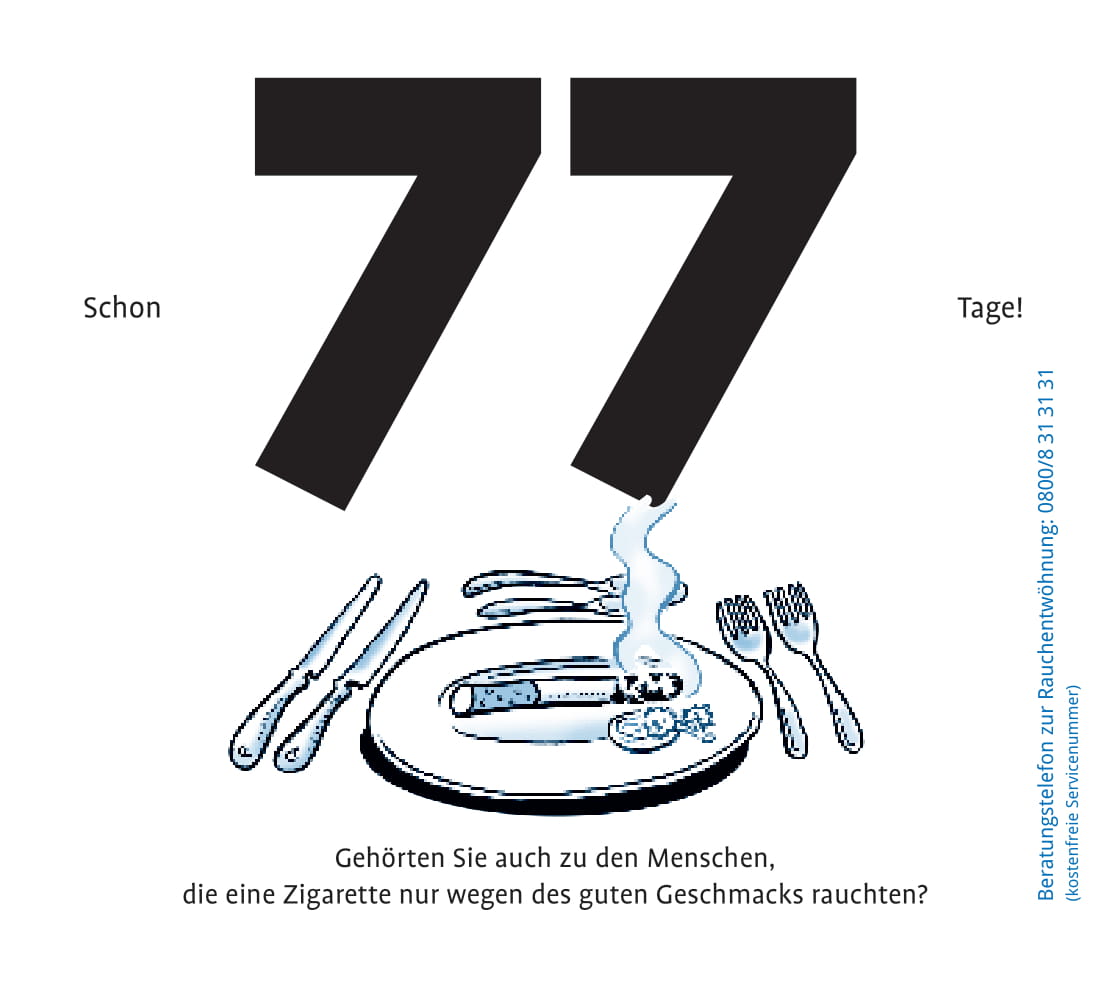 77
Schon
Tage!
Gehörten Sie auch zu den Menschen,
die eine Zigarette nur wegen des guten Geschmacks rauchten?
Beratungstelefon zur Rauchentwöhnung: 0800/8 31 31 31
(kostenfreie Servicenummer)